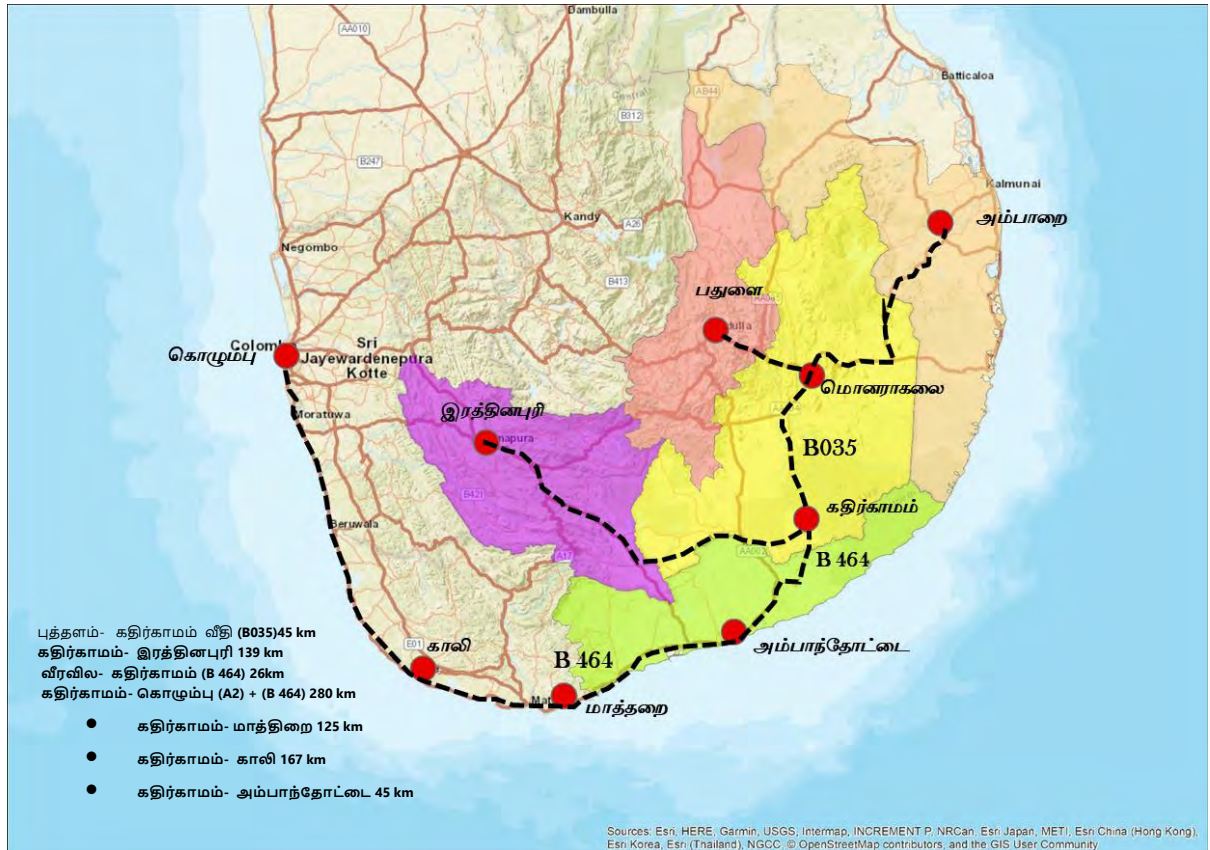 Dambulla
AA010
AB44
Batticaloa
Central
B312
B247
Kalmunai
Kandy
A26
அம்பாறை
Negombo
B413
பதுளை
கொழும்பு
Sri
Jayewardenepura
Kotte
மொனராகலை
Moratuwa
இரத்தினபுரி
B035
B421
கதிர்காமம்
Beruwala
A17
AA002
B 464
புத்தளம்- கதிர்காமம் வீதி (B035)45 km
கதிர்காமம்- இரத்தினபுரி 139 km
வீரவில- கதிர்காமம் (B 464) 26km
கதிர்காமம்- கொழும்பு (A2) + (B 464) 280 km
E01
காலி
B 464
அம்பாந்தோட்டை
மாத்தறை
● கதிர்காமம்- மாத்திறை 125 km
● கதிர்காமம்- காலி 167 km
● கதிர்காமம்- அம்பாந்தோட்டை 45 km
Sources: Esri, HERE, Garmin, USGS, Intermap, INCREMENT P, NRCan, Esri Japan, METI, Esri China (Hong Kong),
Esri Korea, Esri (Thailand), NGCC, © OpenStreetMap contributors, and the GIS User Community